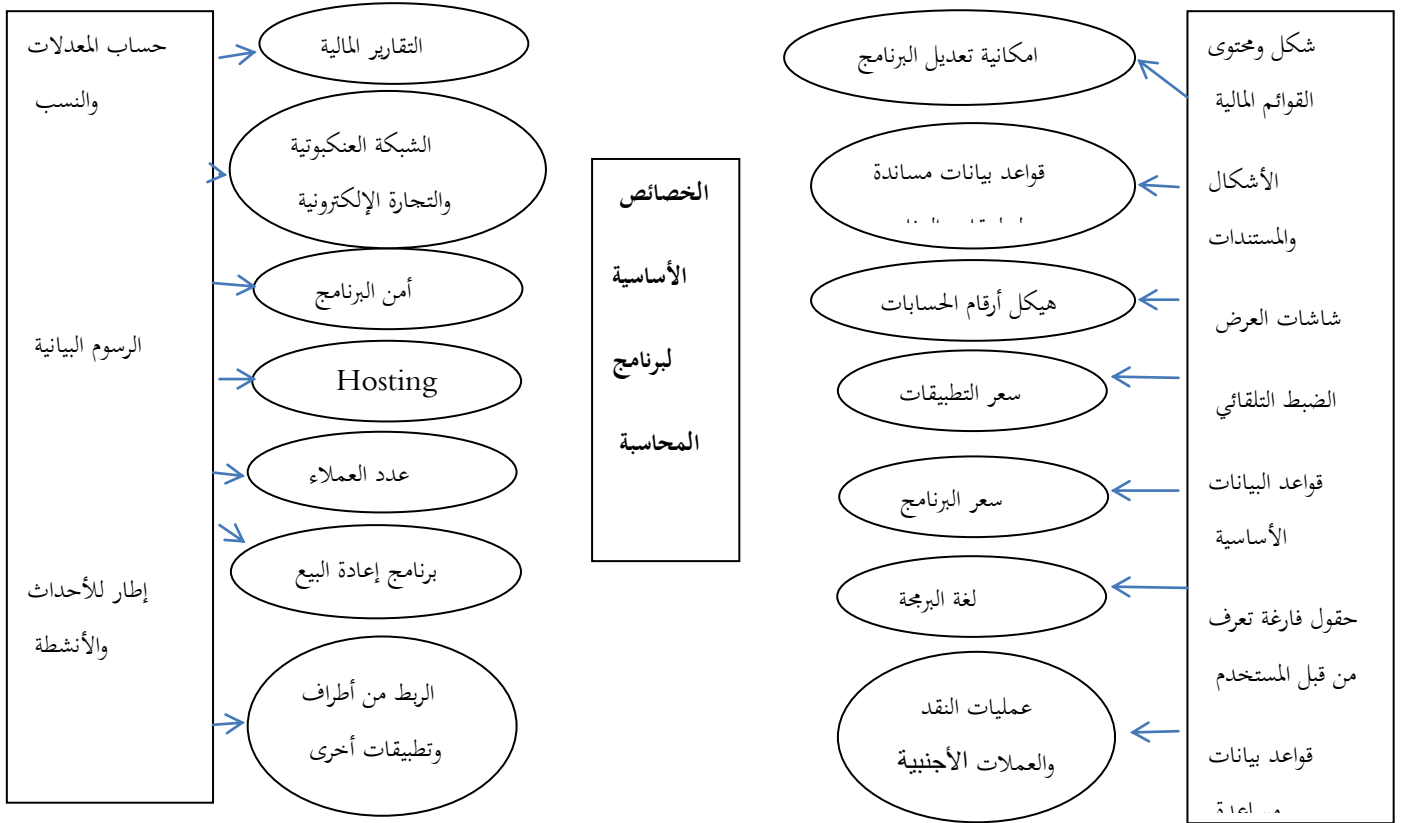 شكل ومحتوى
القوائم المالية
الأشكال
والمستندات
شاشات العرض
الضبط التلقائي
قواعد البيانات
الأساسية
حقول فارغة تعرف
من قبل المستخدم
قواعد بيانات
امكانية تعديل البرنامج
قواعد بيانات مساندة
هيكل أرقام الحسابات
سعر التطبيقات
سعر البرنامج
لغة البرمجة
عمليات النقد
والعملات الأجنبية
الخصائص
الأساسية
لبرنامج
المحاسبة
التقارير المالية
الشبكة العنكبوتية
والتجارة الإلكترونية
أمن البرنامج
Hosting
عدد العملاء
برنامج إعادة البيع
الربط من أطراف
وتطبيقات أخرى
حساب المعدلات
والنسب
الرسوم البيانية
إطار للأحداث
والأنشطة